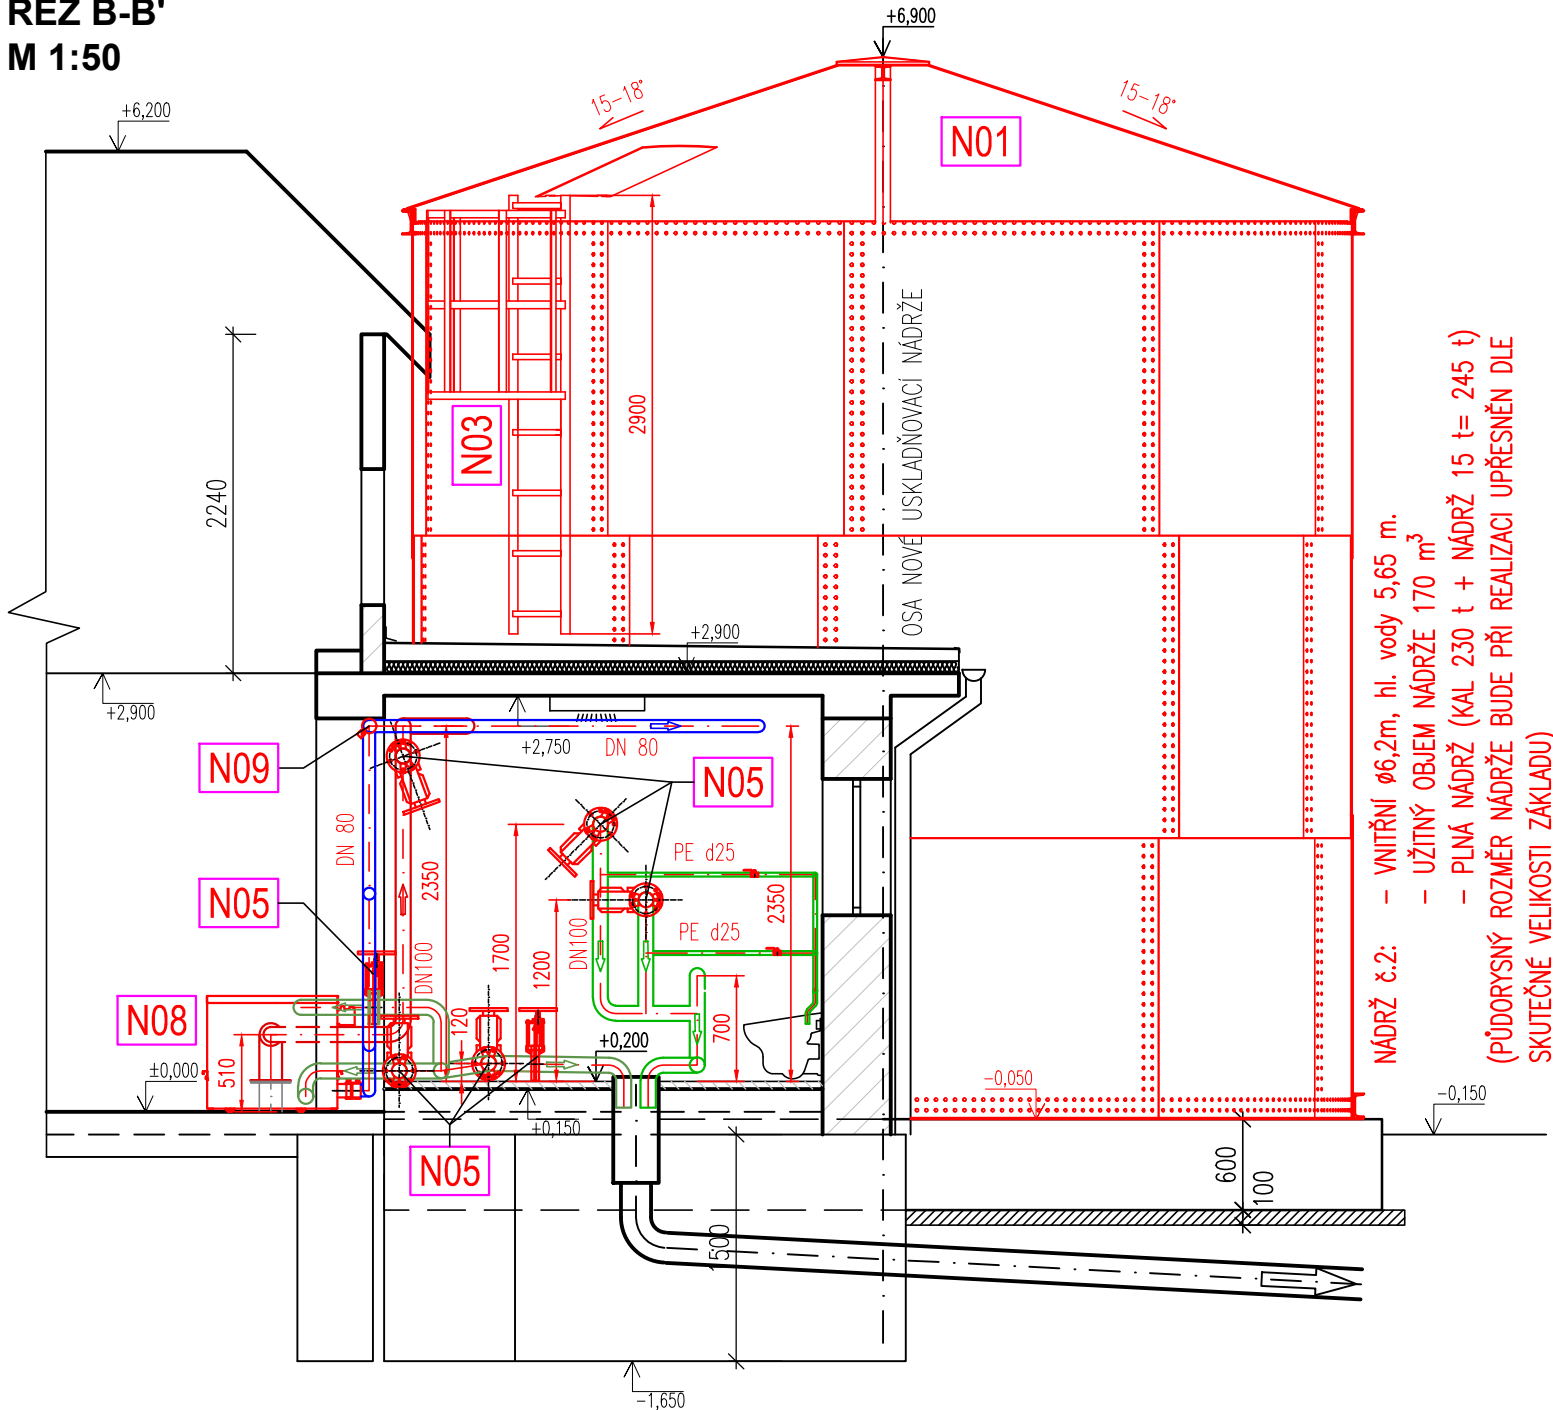 ŘEZ B-B'
M 1:50
+6,900
+6,200
15-18°
15-18°
N01
2900
N03
2240
OSA NOVÉ USKLADŇOVACÍ NÁDRŽE
+2,900
+2,900
+2,750
DN 80
N09
N05
DN 80
2350
PE d25
2350
N05
1700
DN100
1200
PE d25
DN100
N08
120
700
510
±0,000
+0,200
+0,150
N05
-0,050
-0,150
600
100
1500
-1,650
NÁDRŽ č.2: - VNITŘNÍ ø6,2m, hl. vody 5,65 m.
- UŽITNÝ OBJEM NÁDRŽE 170 m³
- PLNÁ NÁDRŽ (KAL 230 t + NÁDRŽ 15 t= 245 t)
(PŮDORYSNÝ ROZMĚR NÁDRŽE BUDE PŘI REALIZACI UPŘESNĚN DLE
SKUTEČNÉ VELIKOSTI ZÁKLADU)